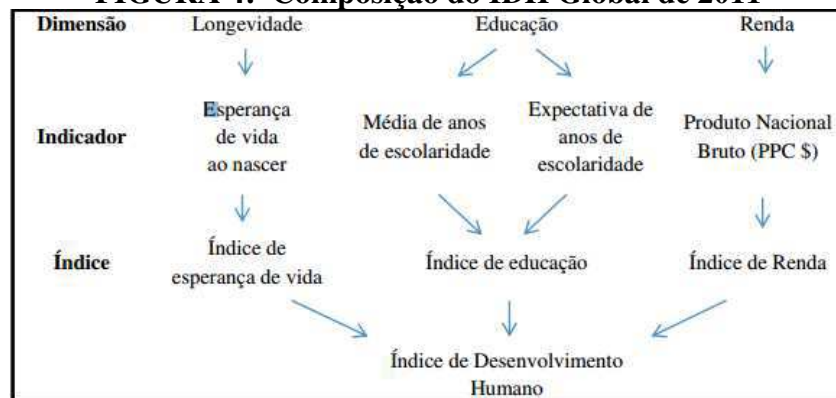 FIGURA 4: Composição do IDH Global de 2011
Dimensão Longevidade Educação Renda
Indicador
Esperança
de vida
ao nascer
Média de anos
de escolaridade
Expectativa de
anos de
escolaridade
Produto Nacional
Bruto (PPC $)
Índice
Índice de
esperança de vida
Índice de educação
Índice de Renda
Índice de Desenvolvimento
Humano